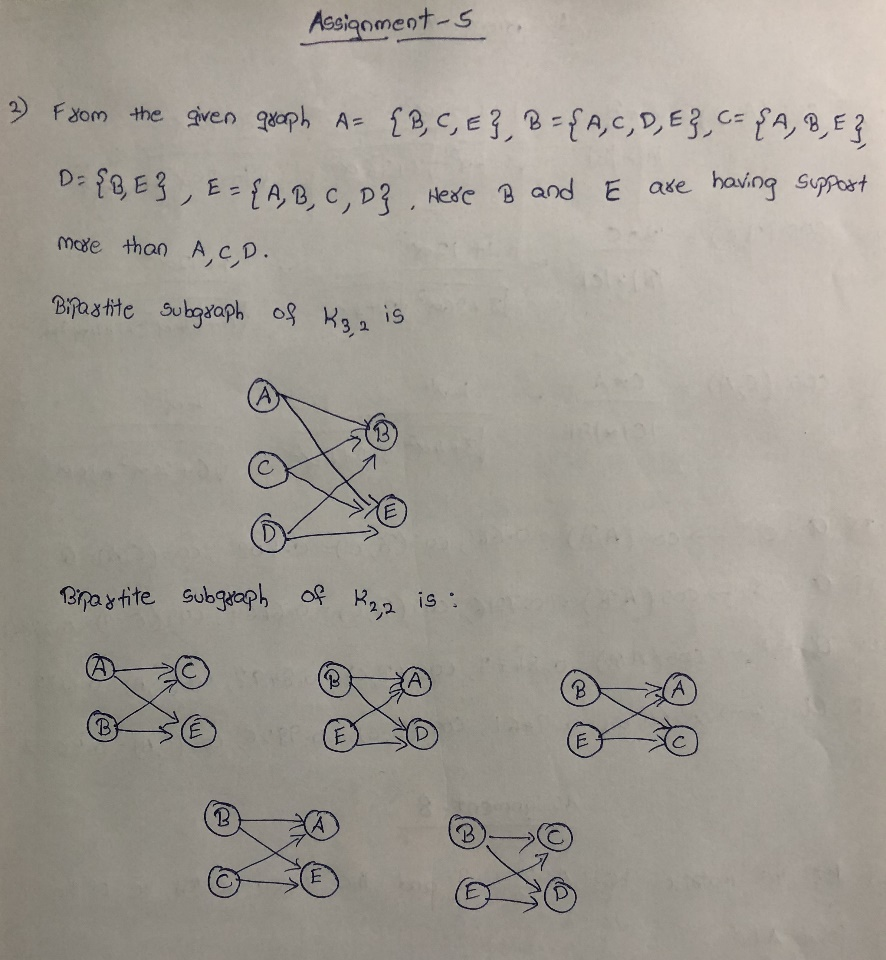 Assignment-5
2) From the given graph A= {B, C, E}, B={A,C,D,E}, C= {A, B, E},
D={B,E}, E={A,B, C, D}. Here B and E are having support
more than A, C, D.
Bipartite subgraph of K3,2 is
A
B
C
E
D
Bipartite subgraph of K2,2 is :
A C B A B A
B E E D E C
B A B C
C E E D